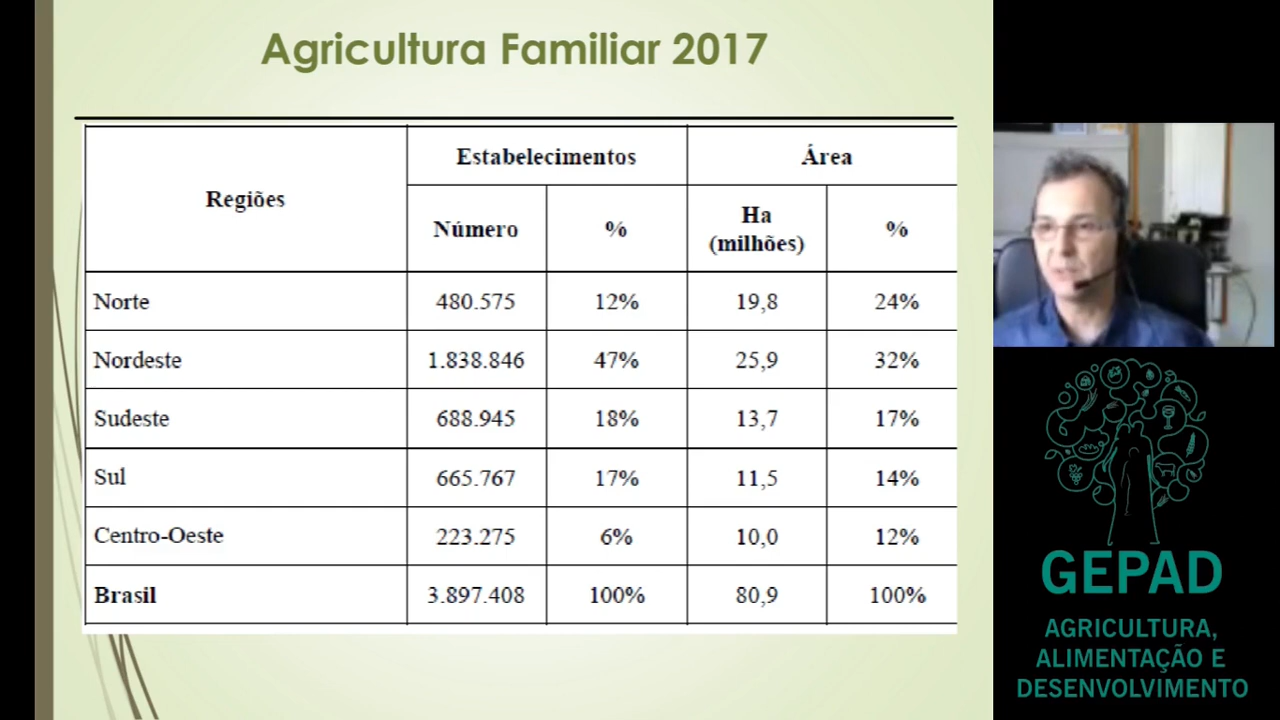 Agricultura Familiar 2017
Regiões Estabelecimentos Área
Número % Ha (milhões) %
Norte 480.575 12% 19,8 24%
Nordeste 1.838.846 47% 25,9 32%
Sudeste 688.945 18% 13,7 17%
Sul 665.767 17% 11,5 14%
Centro-Oeste 223.275 6% 10,0 12%
Brasil 3.897.408 100% 80,9 100%
GEPAD
AGRICULTURA,
ALIMENTAÇÃO E
DESENVOLVIMENTO